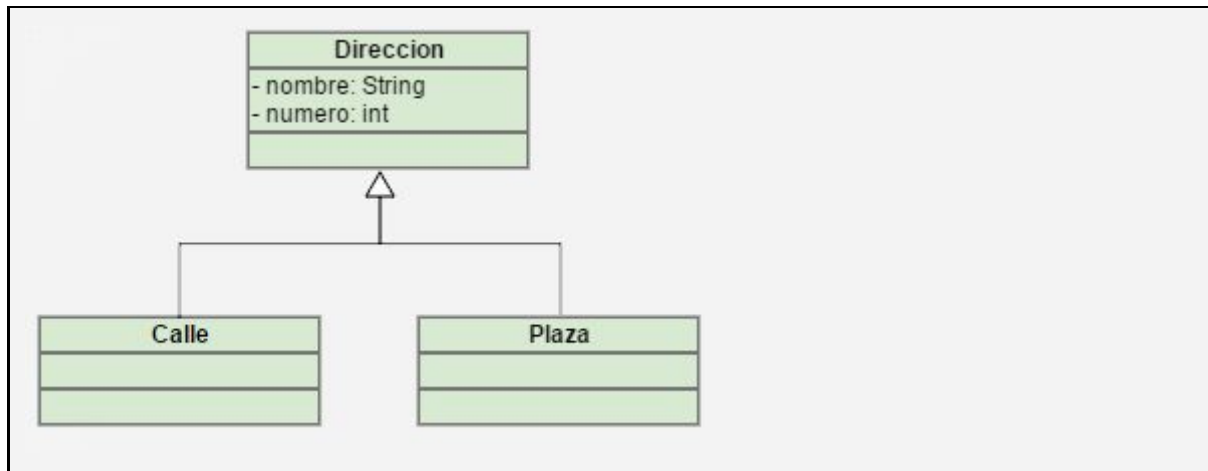 Direccion
- nombre: String
- numero: int
Calle
Plaza